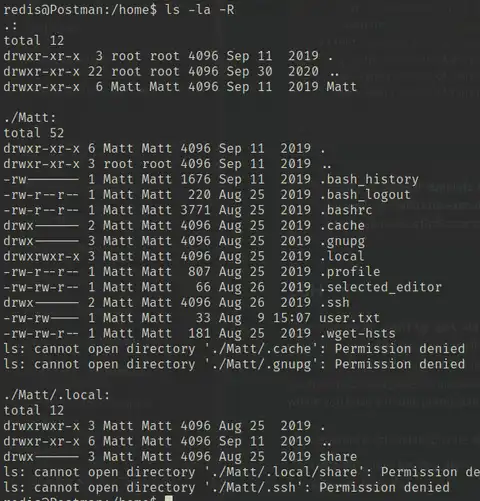 redis@Postman:/home$ ls -la -R
.:
total 12
drwxr-xr-x  3 root root 4096 Sep 11  2019 .
drwxr-xr-x 22 root root 4096 Sep 30  2020 ..
drwxr-xr-x  6 Matt Matt 4096 Sep 11  2019 Matt

./Matt:
total 52
drwxr-xr-x 6 Matt Matt 4096 Sep 11  2019 .
drwxr-xr-x 3 root root 4096 Sep 11  2019 ..
-rw------- 1 Matt Matt 1676 Sep 11  2019 .bash_history
-rw-r--r-- 1 Matt Matt  220 Aug 25  2019 .bash_logout
-rw-r--r-- 1 Matt Matt 3771 Aug 25  2019 .bashrc
drwx------ 2 Matt Matt 4096 Aug 25  2019 .cache
drwx------ 3 Matt Matt 4096 Aug 25  2019 .gnupg
drwxrwxr-x 3 Matt Matt 4096 Aug 25  2019 .local
-rw-r--r-- 1 Matt Matt  807 Aug 25  2019 .profile
-rw-r--r-- 1 Matt Matt   66 Aug 26  2019 .selected_editor
drwx------ 2 Matt Matt 4096 Aug 26  2019 .ssh
-rw-rw---- 1 Matt Matt   33 Aug  9 15:07 user.txt
-rw-rw-r-- 1 Matt Matt  181 Aug 25  2019 .wget-hsts
ls: cannot open directory './Matt/.cache': Permission denied
ls: cannot open directory './Matt/.gnupg': Permission denied

./Matt/.local:
total 12
drwxrwxr-x 3 Matt Matt 4096 Aug 25  2019 .
drwxr-xr-x 6 Matt Matt 4096 Sep 11  2019 ..
drwx------ 3 Matt Matt 4096 Aug 25  2019 share
ls: cannot open directory './Matt/.local/share': Permission de
ls: cannot open directory './Matt/.ssh': Permission denied
redis@Postman:/home$